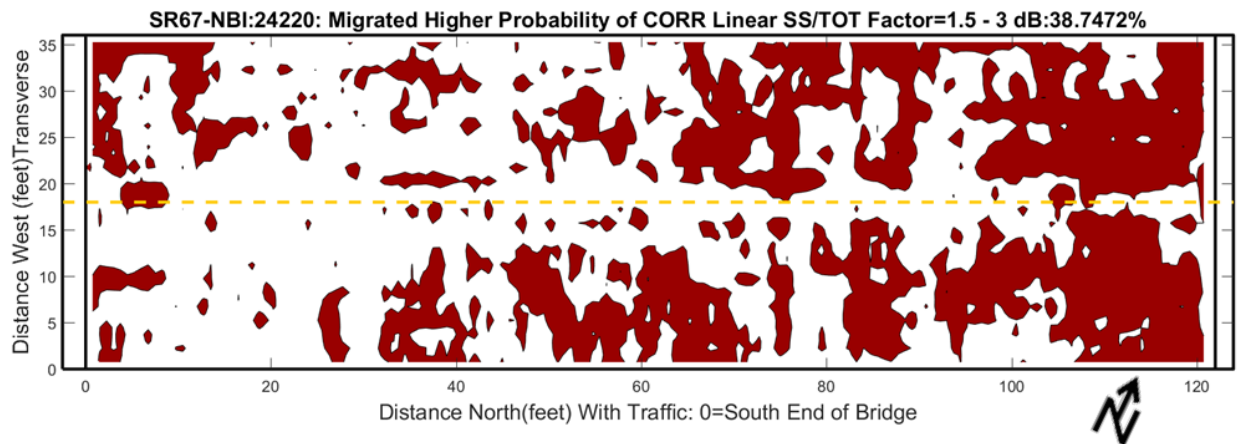 SR67-NBI:24220: Migrated Higher Probability of CORR Linear SS/TOT Factor=1.5 - 3 dB:38.7472%
35
30
25
20
15
10
5
0
Distance West (feet)Transverse
0 20 40 60 80 100 120
Distance North(feet) With Traffic: 0=South End of Bridge
N